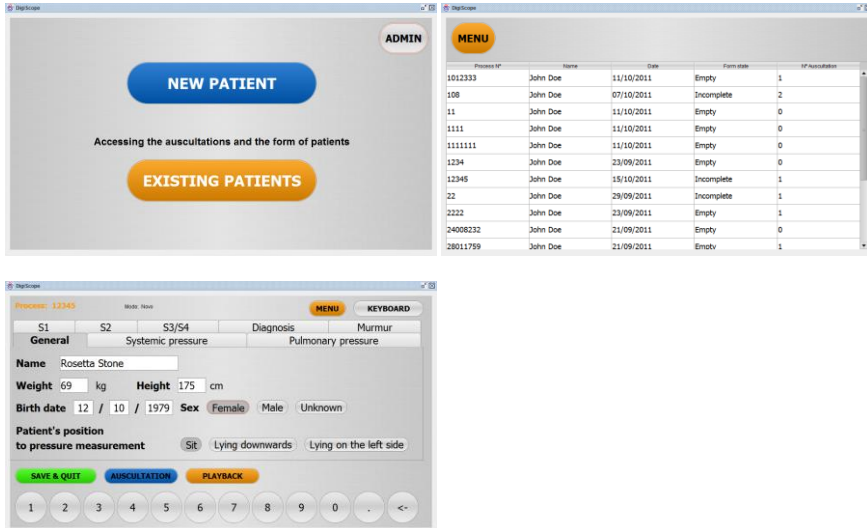 DigiScope
ADMIN
NEW PATIENT
Accessing the auscultations and the form of patients
EXISTING PATIENTS
DigiScope
MENU
Process Nº Name Date Form state Nº Auscultation
1012333 John Doe 11/10/2011 Empty 1
108 John Doe 07/10/2011 Incomplete 2
11 John Doe 11/10/2011 Empty 0
1111 John Doe 11/10/2011 Empty 0
1111111 John Doe 11/10/2011 Empty 0
1234 John Doe 23/09/2011 Empty 0
12345 John Doe 15/10/2011 Incomplete 1
22 John Doe 29/09/2011 Incomplete 1
2222 John Doe 23/09/2011 Empty 1
24008232 John Doe 21/09/2011 Empty 0
28011759 John Doe 21/09/2011 Empty 1
DigiScope
Process: 12345 Mode: Novo MENU KEYBOARD
S1 S2 S3/S4 Diagnosis Murmur
General Systemic pressure Pulmonary pressure
Name Rosetta Stone
Weight 69 kg Height 175 cm
Birth date 12 / 10 / 1979 Sex Female Male Unknown
Patient's position
to pressure measurement Sit Lying downwards Lying on the left side
SAVE & QUIT AUSCULTATION PLAYBACK
1 2 3 4 5 6 7 8 9 0 . <-